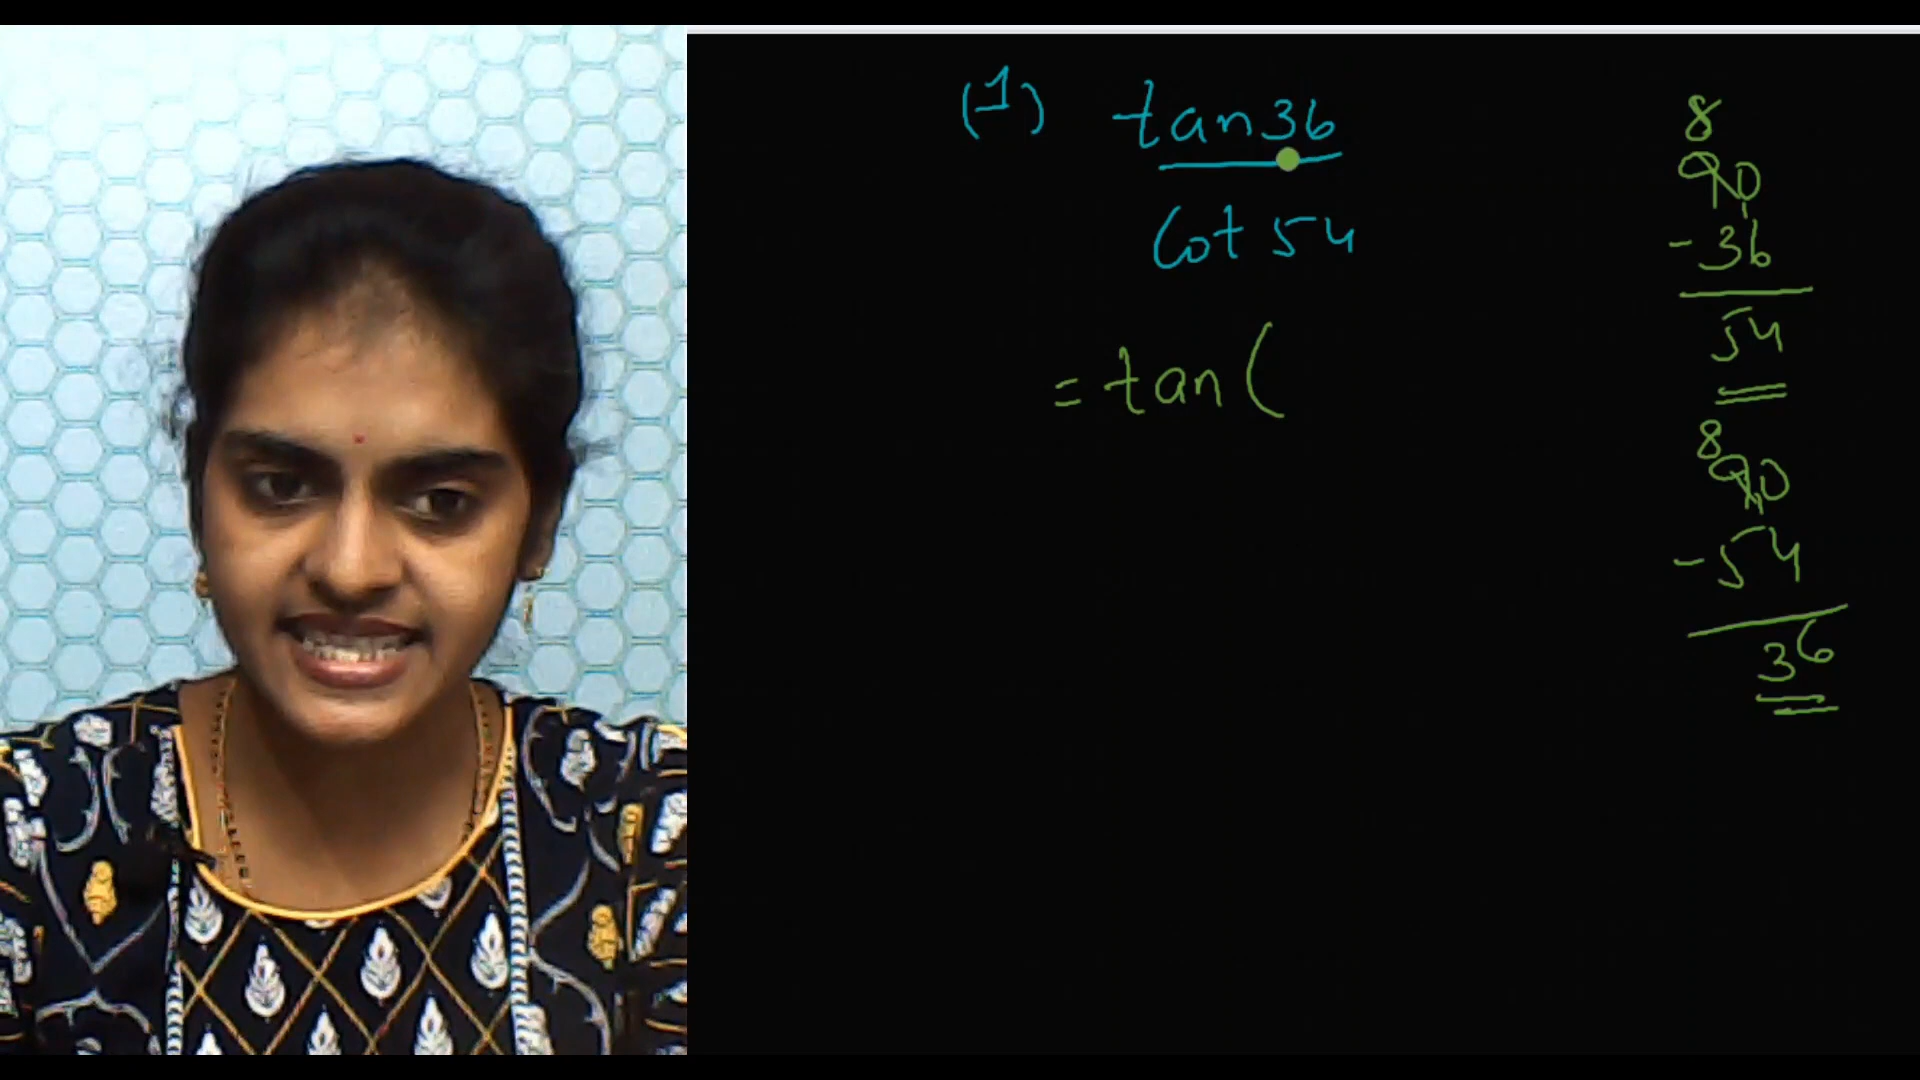 (1) tan36
cot 54
= tan (
8
90
- 36
54
8
90
- 54
36